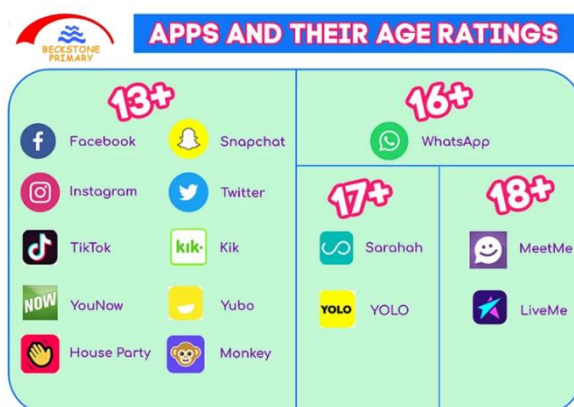 BECKSTONE
PRIMARY
APPS AND THEIR AGE RATINGS
13+
Facebook
Snapchat
Instagram
Twitter
TikTok
kik·
Kik
NOW
YouNow
Yubo
House Party
Monkey
16+
WhatsApp
17+
Sarahah
YOLO
YOLO
18+
MeetMe
LiveMe